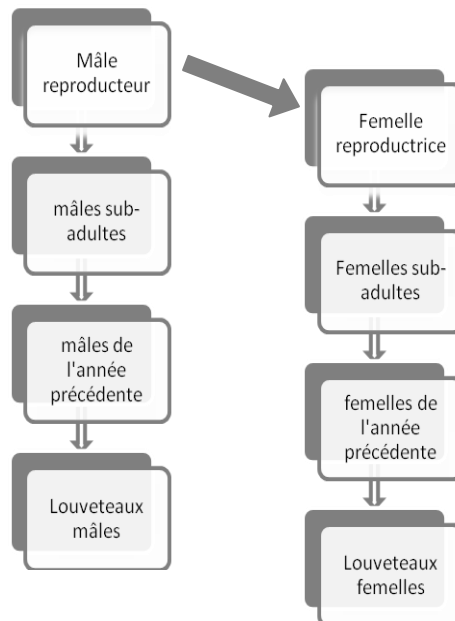 Mâle
reproducteur
mâles sub-
adultes
mâles de
l'année
précédente
Louveteaux
mâles
Femelle
reproductrice
Femelles sub-
adultes
femelles de
l'année
précédente
Louveteaux
femelles